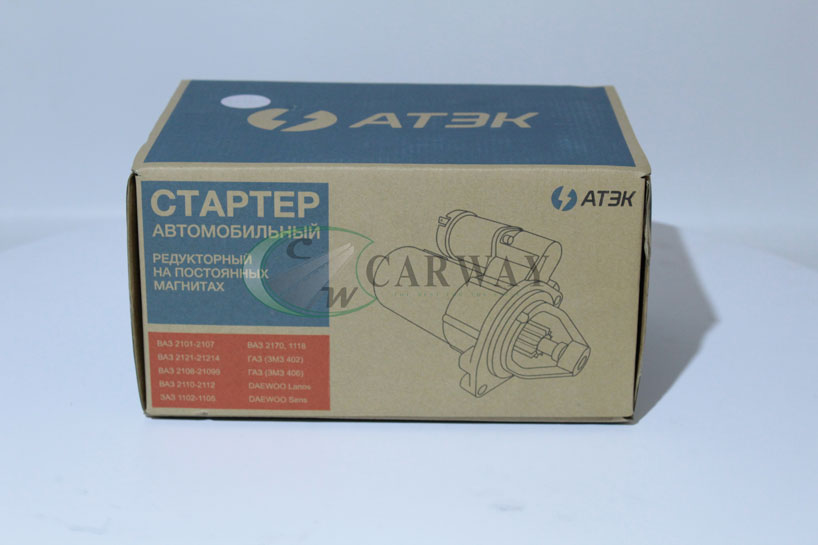 АТЭК
СТАРТЕР
АВТОМОБИЛЬНЫЙ
РЕДУКТОРНЫЙ
НА ПОСТОЯННЫХ
МАГНИТАХ
ВАЗ 2101-2107
ВАЗ 2121-21214
ВАЗ 2108-21099
ВАЗ 2110-2112
ЗАЗ 1102-1105
ВАЗ 2170, 1118
ГАЗ (ЗМЗ 402)
ГАЗ (ЗМЗ 406)
DAEWOO Lanos
DAEWOO Sens
АТЭК
CW CARWAY